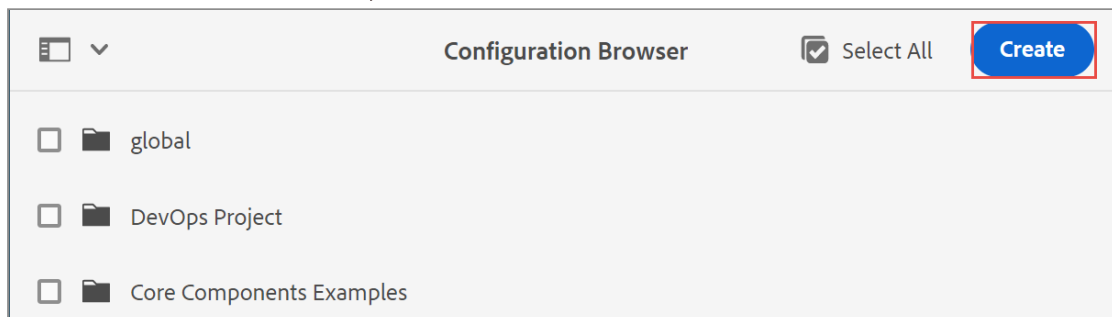 Configuration Browser Select All Create
global
DevOps Project
Core Components Examples